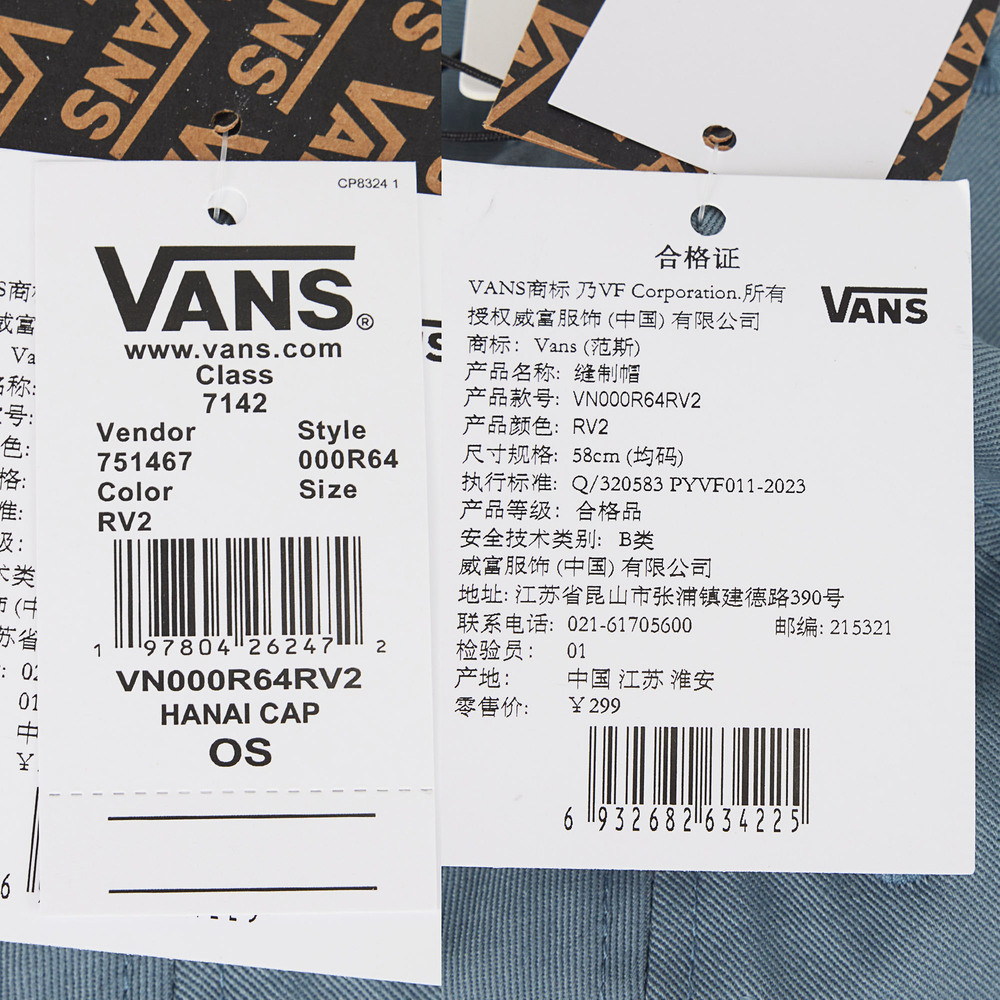 VANS
VANS
VANS
VANS
VANS
CP8324 1
VANS®
www.vans.com
Class
7142
Vendor Style
751467 000R64
Color Size
RV2
1 97804 26247 2
VN000R64RV2
HANAI CAP
OS
合格证
VANS商标 乃VF Corporation.所有
授权威富服饰 (中国) 有限公司
VANS
商标: Vans (范斯)
产品名称: 缝制帽
产品款号: VN000R64RV2
产品颜色: RV2
尺寸规格: 58cm (均码)
执行标准: Q/320583 PYVF011-2023
产品等级: 合格品
安全技术类别: B类
威富服饰 (中国) 有限公司
地址: 江苏省昆山市张浦镇建德路390号
联系电话: 021-61705600 邮编: 215321
检验员: 01
产地: 中国 江苏 淮安
零售价: ¥299
6 932682 634225